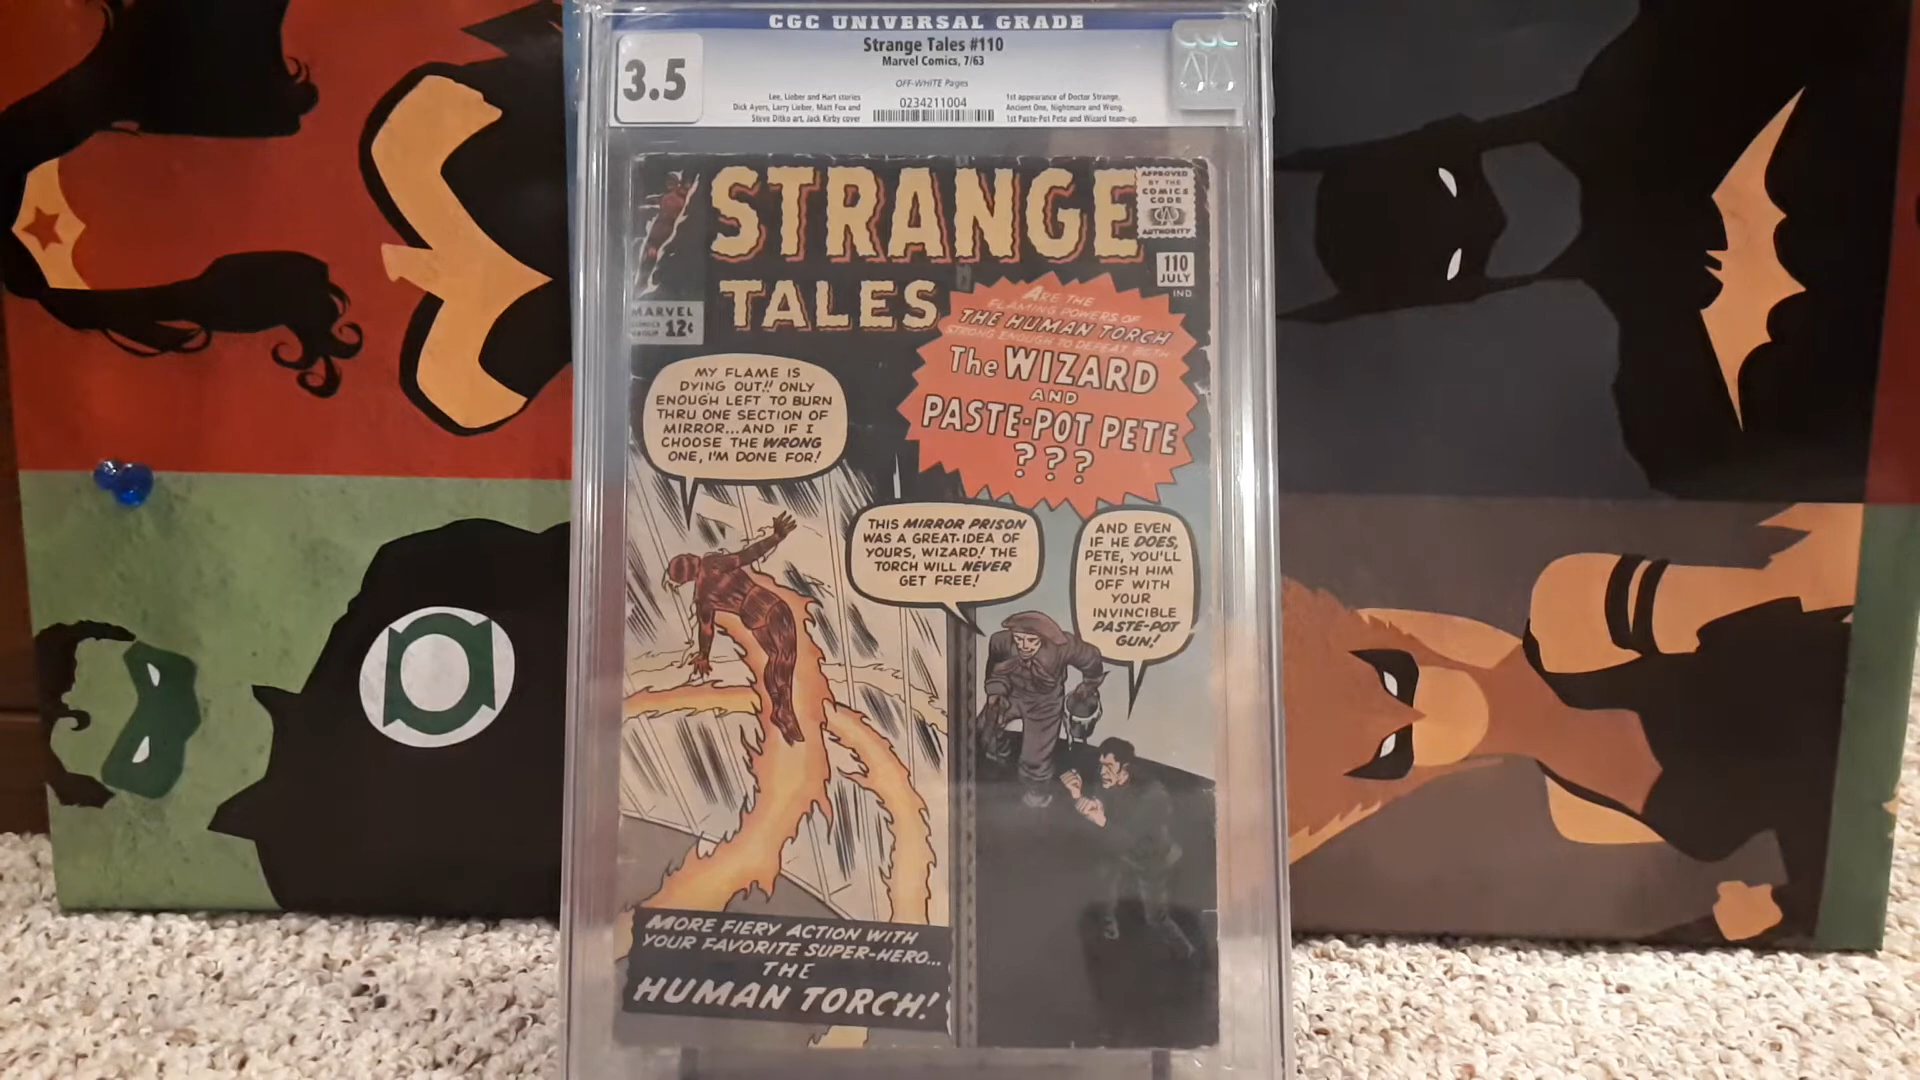 CGC UNIVERSAL GRADE
3.5
Strange Tales #110
Marvel Comics, 7/63
OFF-WHITE Pages
Lee, Lieber and Hart stories
Dick Ayers, Larry Lieber, Matt Fox and
Steve Ditko art, Jack Kirby cover
0234211004
1st appearance of Doctor Strange,
Ancient One, Nightmare and Wong.
1st Paste-Pot Pete and Wizard team-up.
CGC
STRANGE
TALES
APPROVED
BY THE
COMICS
CODE
AUTHORITY
110
JULY
IND.
MARVEL
COMICS
GROUP 12¢
ARE THE
FLAMING POWERS OF
THE HUMAN TORCH
STRONG ENOUGH TO DEFEAT BOTH
The WIZARD
AND
PASTE-POT PETE
???
MY FLAME IS
DYING OUT!! ONLY
ENOUGH LEFT TO BURN
THRU ONE SECTION OF
MIRROR...AND IF I
CHOOSE THE WRONG
ONE, I'M DONE FOR!
THIS MIRROR PRISON
WAS A GREAT IDEA OF
YOURS, WIZARD! THE
TORCH WILL NEVER
GET FREE!
AND EVEN
IF HE DOES,
PETE, YOU'LL
FINISH HIM
OFF WITH
YOUR
INVINCIBLE
PASTE-POT
GUN!
MORE FIERY ACTION WITH
YOUR FAVORITE SUPER-HERO...
THE
HUMAN TORCH!